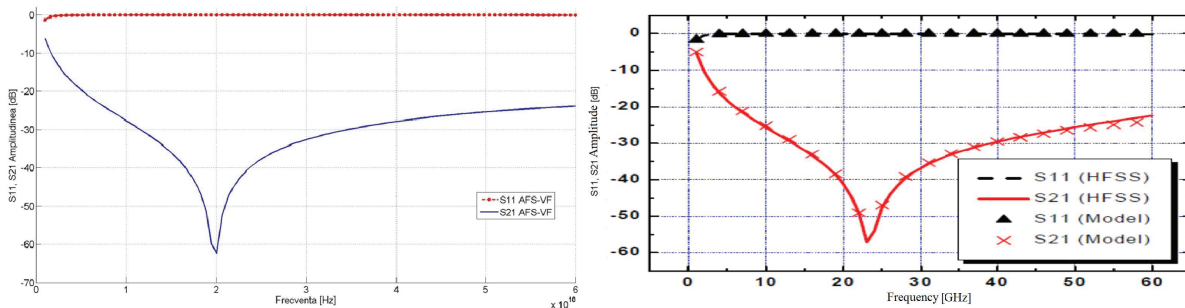 S11, S21 Amplitudinea [dB]
0
-10
-20
-30
-40
-50
-60
-70
0
1
2
3
4
5
6
x 10
Frecventa [Hz]
S11 AFS-VF
S21 AFS-VF
S11, S21 Amplitude [dB]
0
-10
-20
-30
-40
-50
-60
0
10
20
30
40
50
60
Frequency [GHz]
S11 (HFSS)
S21 (HFSS)
S11 (Model)
S21 (Model)